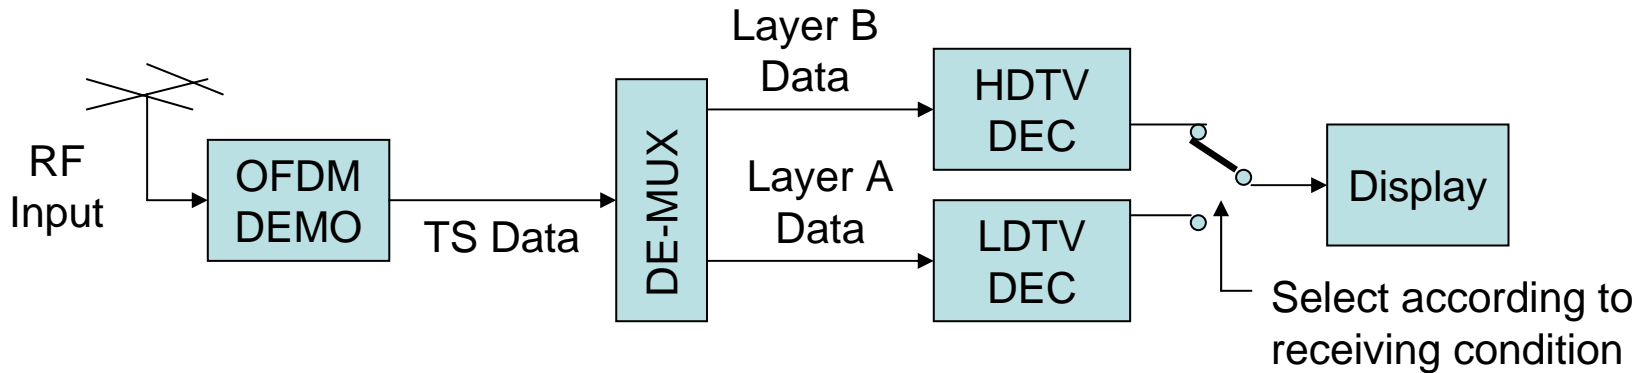 RF
Input
OFDM
DEMO
TS Data
DE-MUX
Layer B
Data
Layer A
Data
HDTV
DEC
LDTV
DEC
Display
Select according to
receiving condition